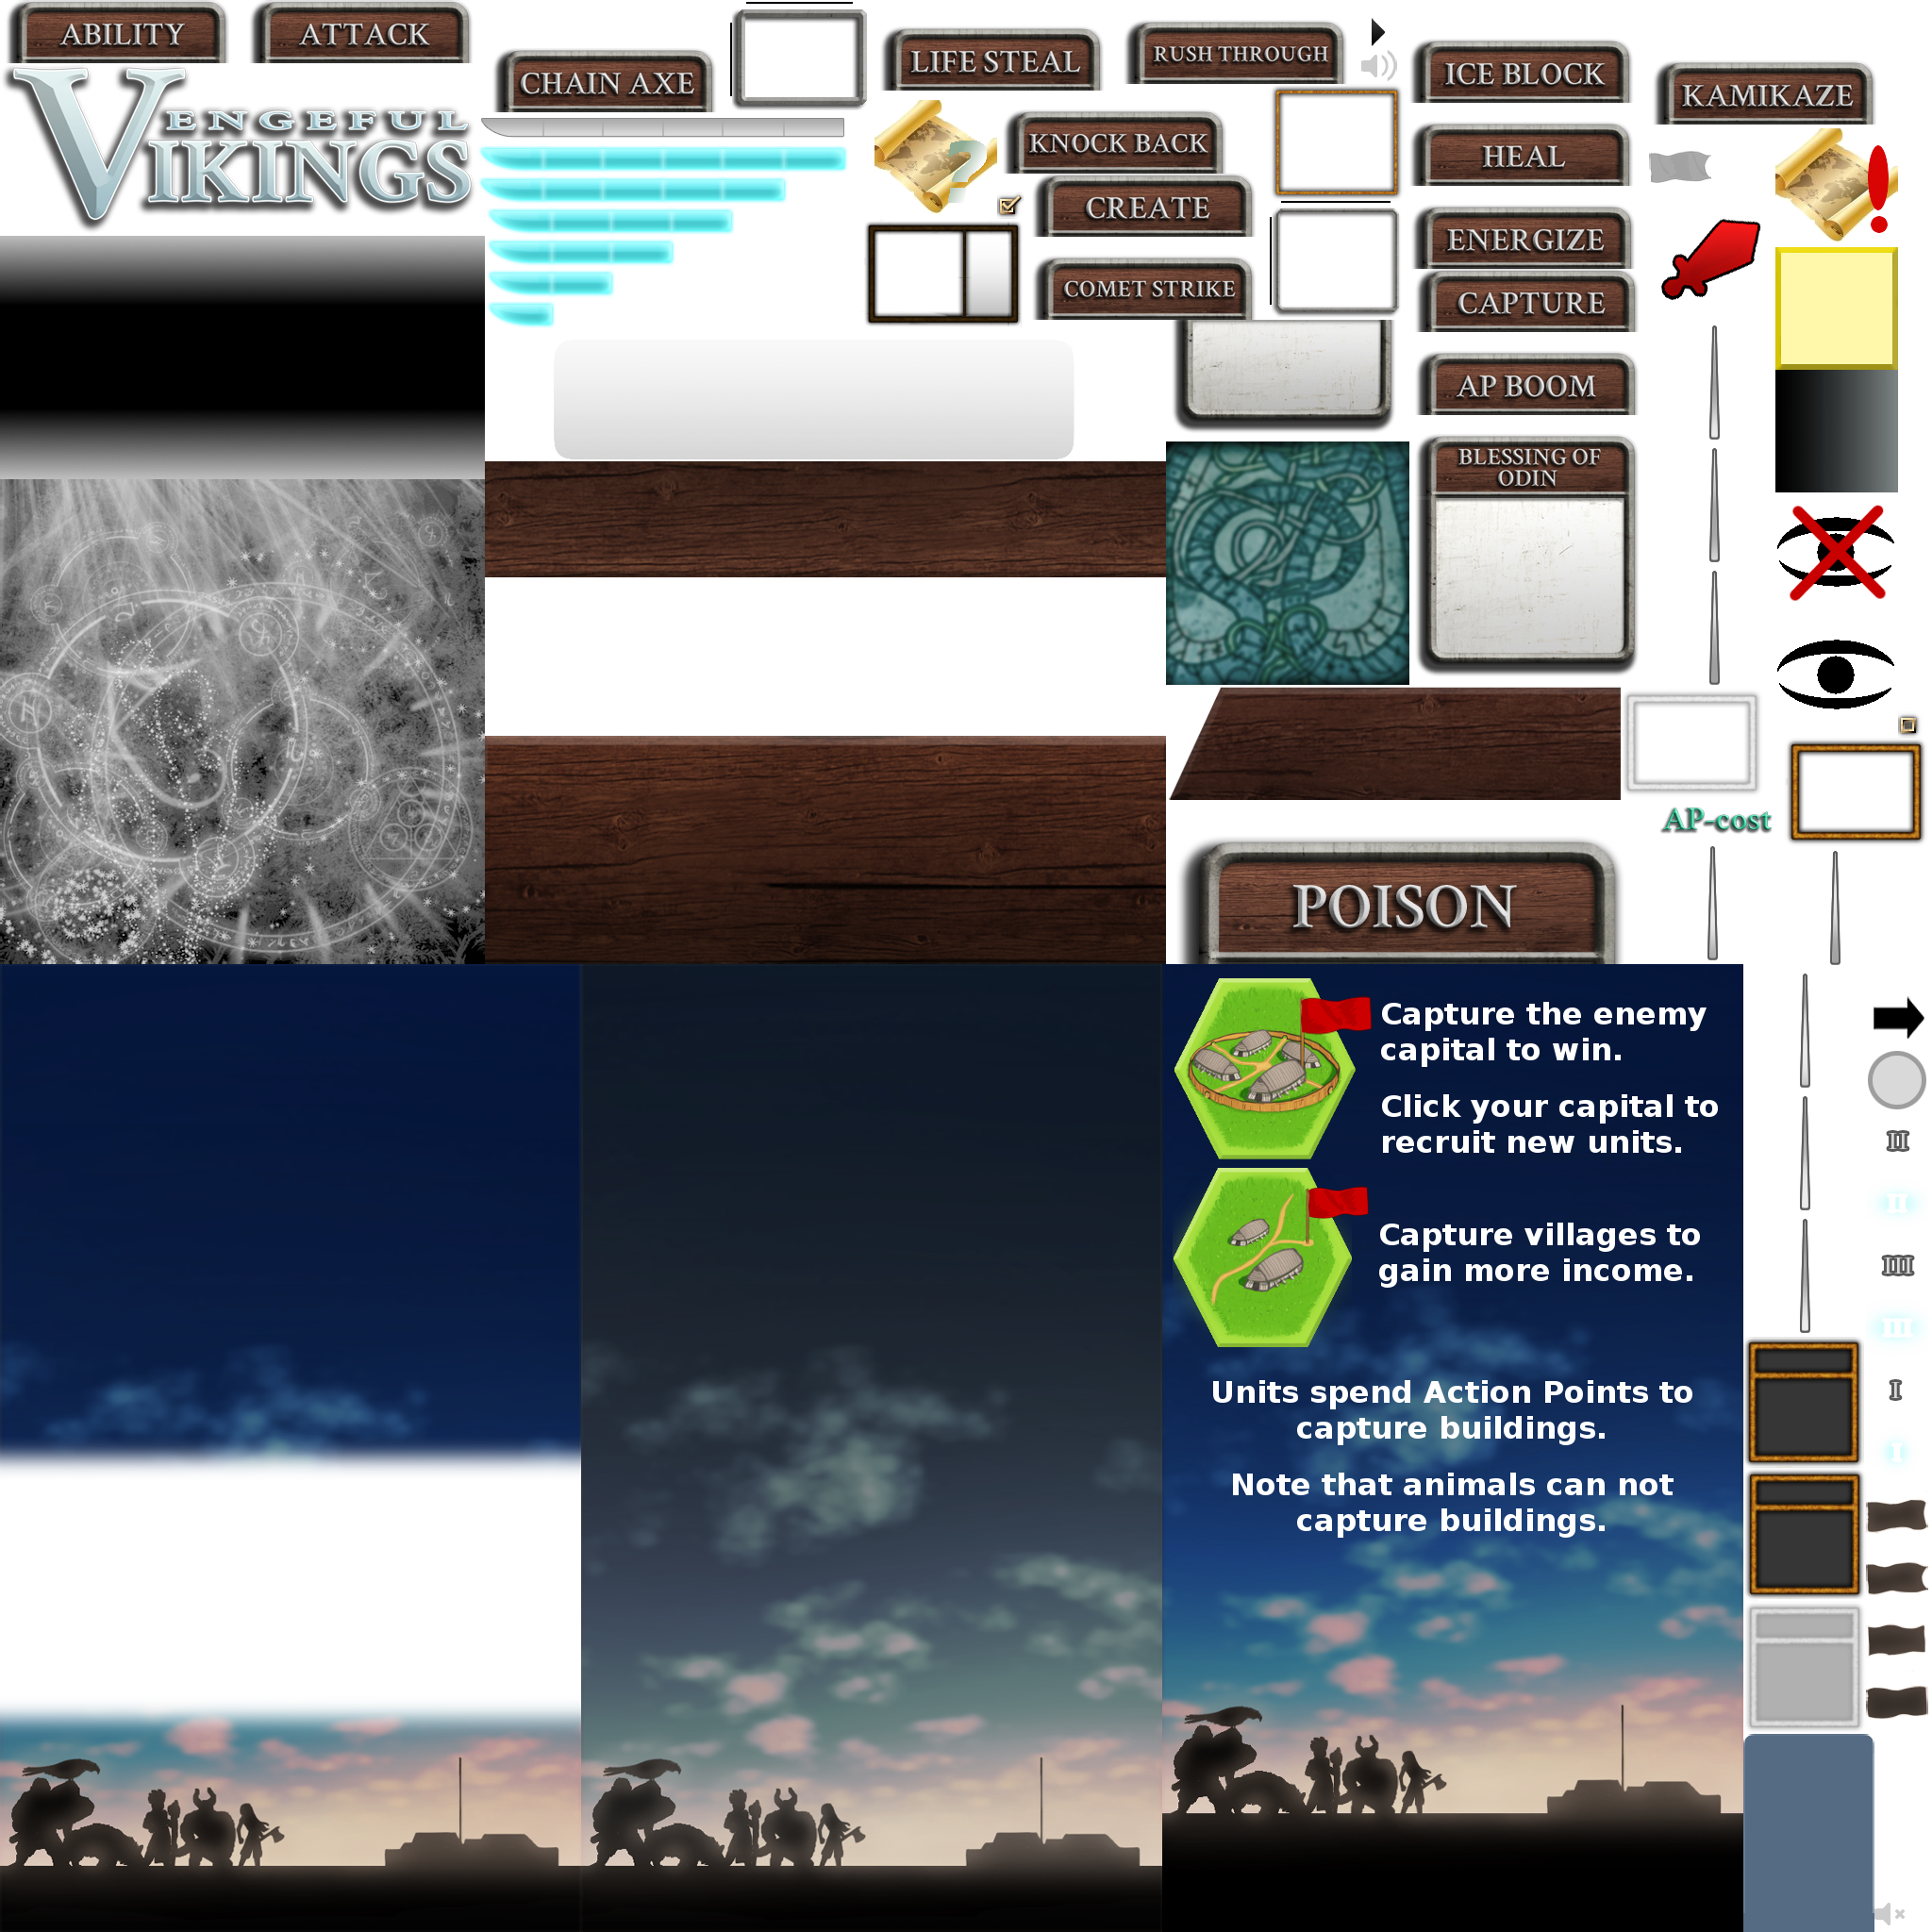 ABILITY
ATTACK
VENGEFUL
VIKINGS
CHAIN AXE
LIFE STEAL
RUSH THROUGH
ICE BLOCK
KAMIKAZE
KNOCK BACK
HEAL
CREATE
ENERGIZE
COMET STRIKE
CAPTURE
AP BOOM
BLESSING OF
ODIN
AP-cost
POISON
Capture the enemy
capital to win.
Click your capital to
recruit new units.
Capture villages to
gain more income.
Units spend Action Points to
capture buildings.
Note that animals can not
capture buildings.
II
II
III
III
I
I